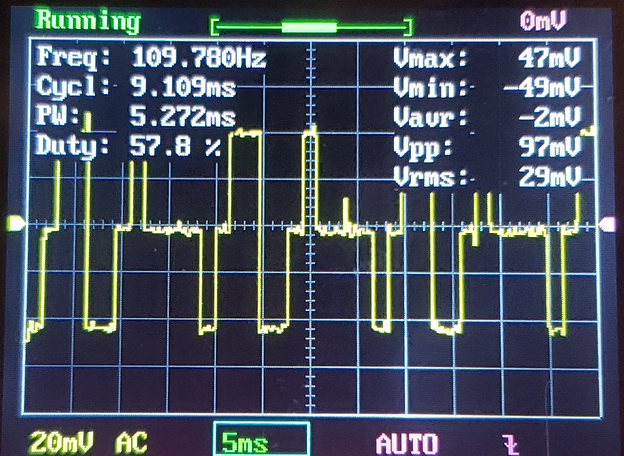 Running 0mV
Freq: 109.780Hz Vmax: 47mV
Cycl: 9.109ms Vmin: -49mV
PW: 5.272ms Vavr: -2mV
Duty: 57.8 % Vpp: 97mV
Vrms: 29mV
20mV AC 5ms AUTO